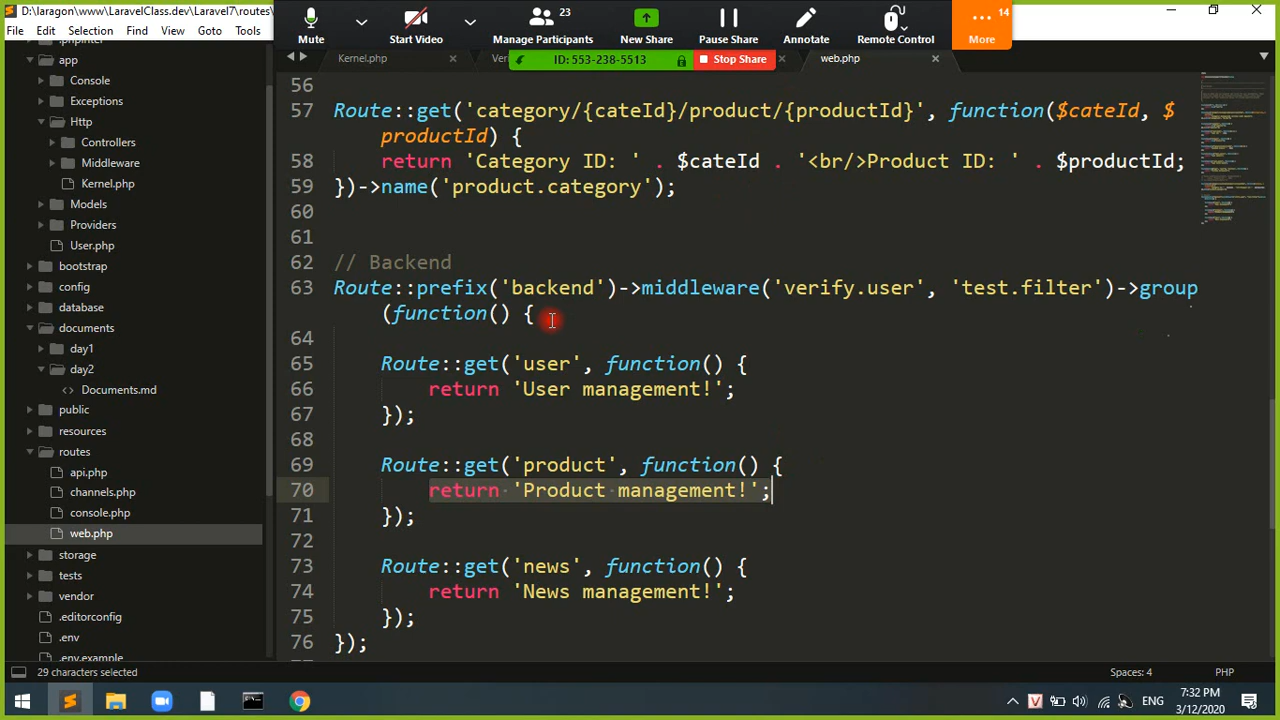 D:\laragon\www\LaravelClass.dev\Laravel7\routes\
File Edit Selection Find View Goto Tools
Mute
Start Video
23
Manage Participants
New Share
Pause Share
Annotate
Remote Control
14
More
ID: 553-238-5513
Stop Share
Kernel.php
Ver
web.php
.phpintel
app
Console
Exceptions
Http
Controllers
Middleware
Kernel.php
Models
Providers
User.php
bootstrap
config
database
documents
day1
day2
<> Documents.md
public
resources
routes
api.php
channels.php
console.php
web.php
storage
tests
vendor
.editorconfig
.env
.env.example
56
57 Route::get('category/{cateId}/product/{productId}', function($cateId, $
productId) {
58 return 'Category ID: ' . $cateId . '<br/>Product ID: ' . $productId;
59 })->name('product.category');
60
61
62 // Backend
63 Route::prefix('backend')->middleware('verify.user', 'test.filter')->group
(function() {
64
65 Route::get('user', function() {
66 return 'User management!';
67 });
68
69 Route::get('product', function() {
70 return 'Product management!';
71 });
72
73 Route::get('news', function() {
74 return 'News management!';
75 });
76 });
29 characters selected
Spaces: 4
PHP
V
ENG
7:32 PM
3/12/2020